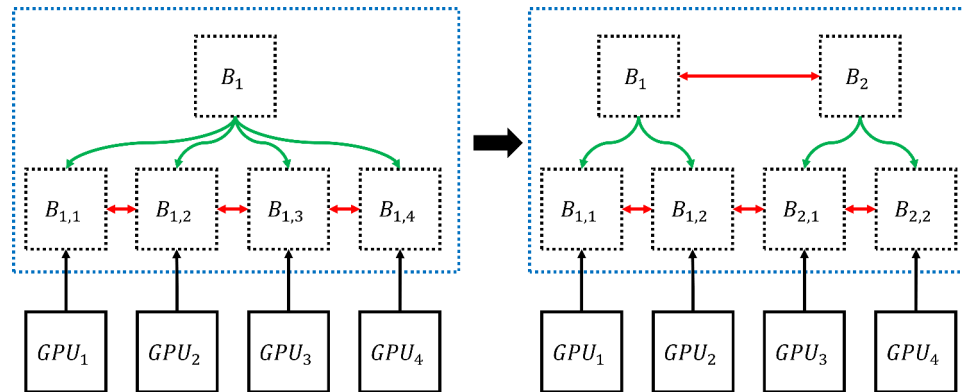 B₁
B₁,₁ B₁,₂ B₁,₃ B₁,₄
GPU₁ GPU₂ GPU₃ GPU₄
B₁ B₂
B₁,₁ B₁,₂ B₂,₁ B₂,₂
GPU₁ GPU₂ GPU₃ GPU₄